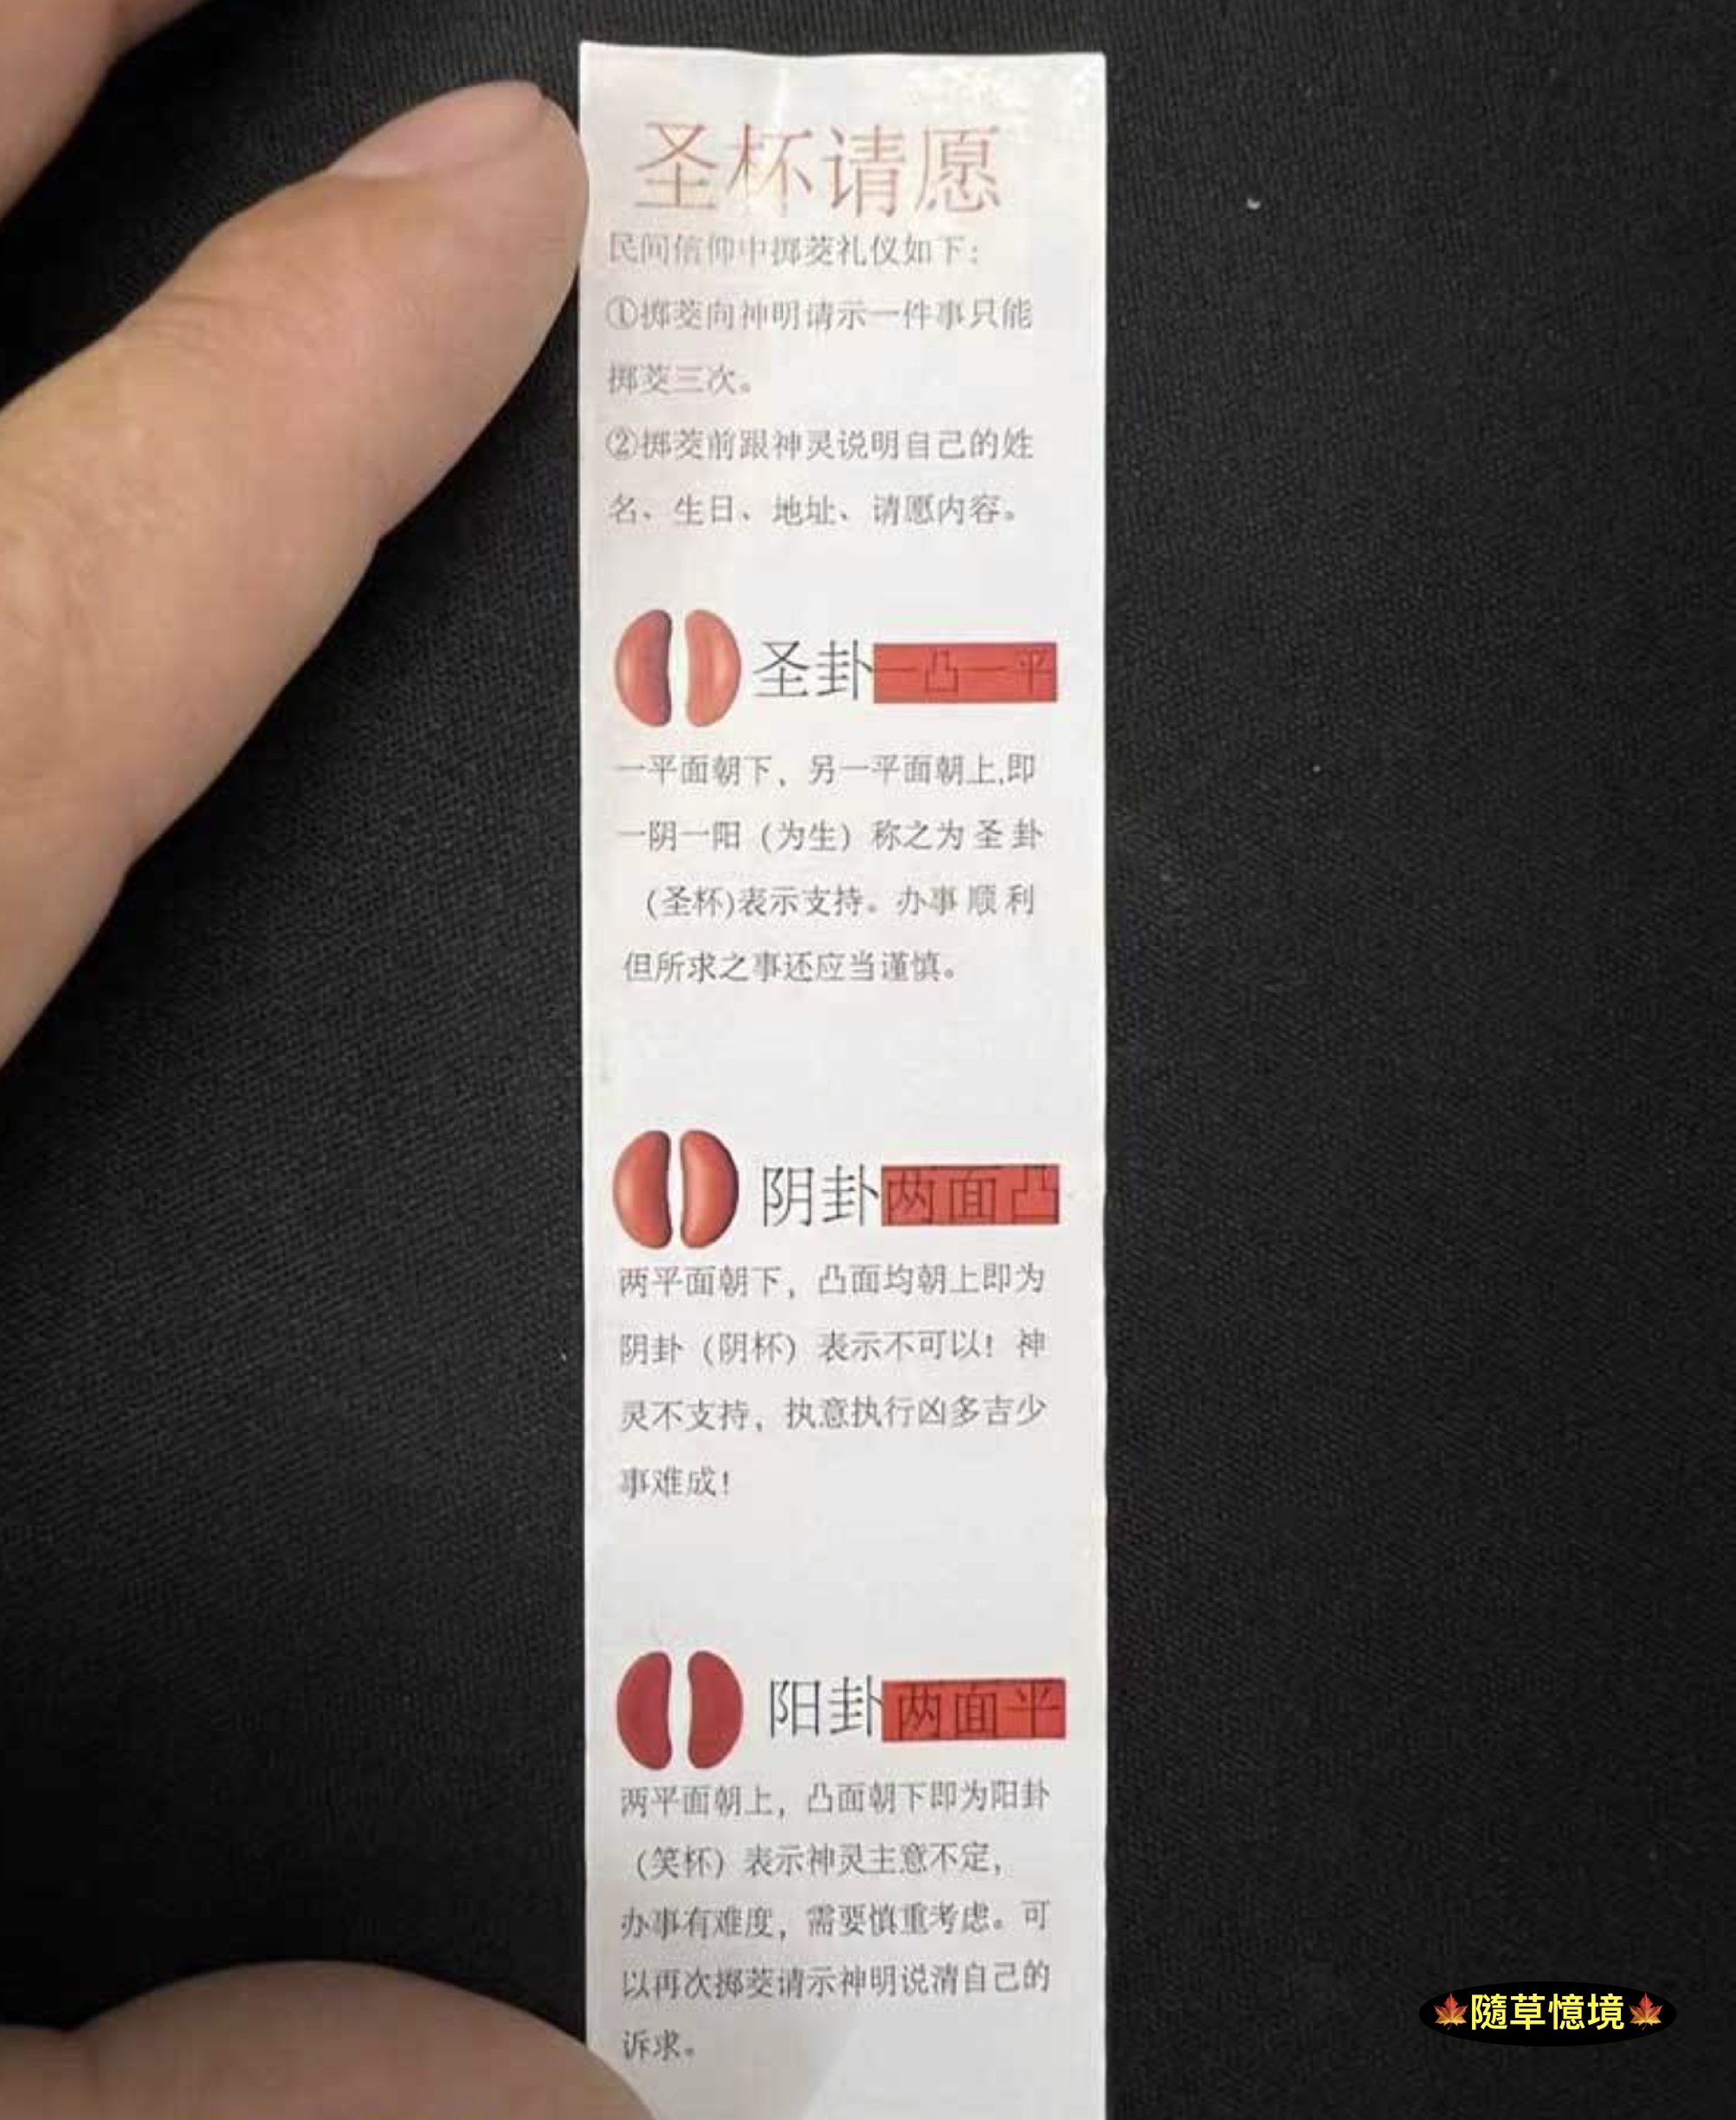 圣杯请愿
民间信仰中掷茭礼仪如下:
①掷茭向神明请示一件事只能
掷茭三次。
②掷茭前跟神灵说明自己的姓
名、生日、地址、请愿内容。
圣卦一凸一平
一平面朝下，另一平面朝上,即
一阴一阳（为生）称之为圣卦
(圣杯)表示支持。办事顺利
但所求之事还应当谨慎。
阴卦两面凸
两平面朝下，凸面均朝上即为
阴卦（阴杯）表示不可以！神
灵不支持，执意执行凶多吉少
事难成！
阳卦两面平
两平面朝上，凸面朝下即为阳卦
（笑杯）表示神灵主意不定，
办事有难度，需要慎重考虑。可
以再次掷茭请示神明说清自己的
诉求。
🍁隨草憶境🍁